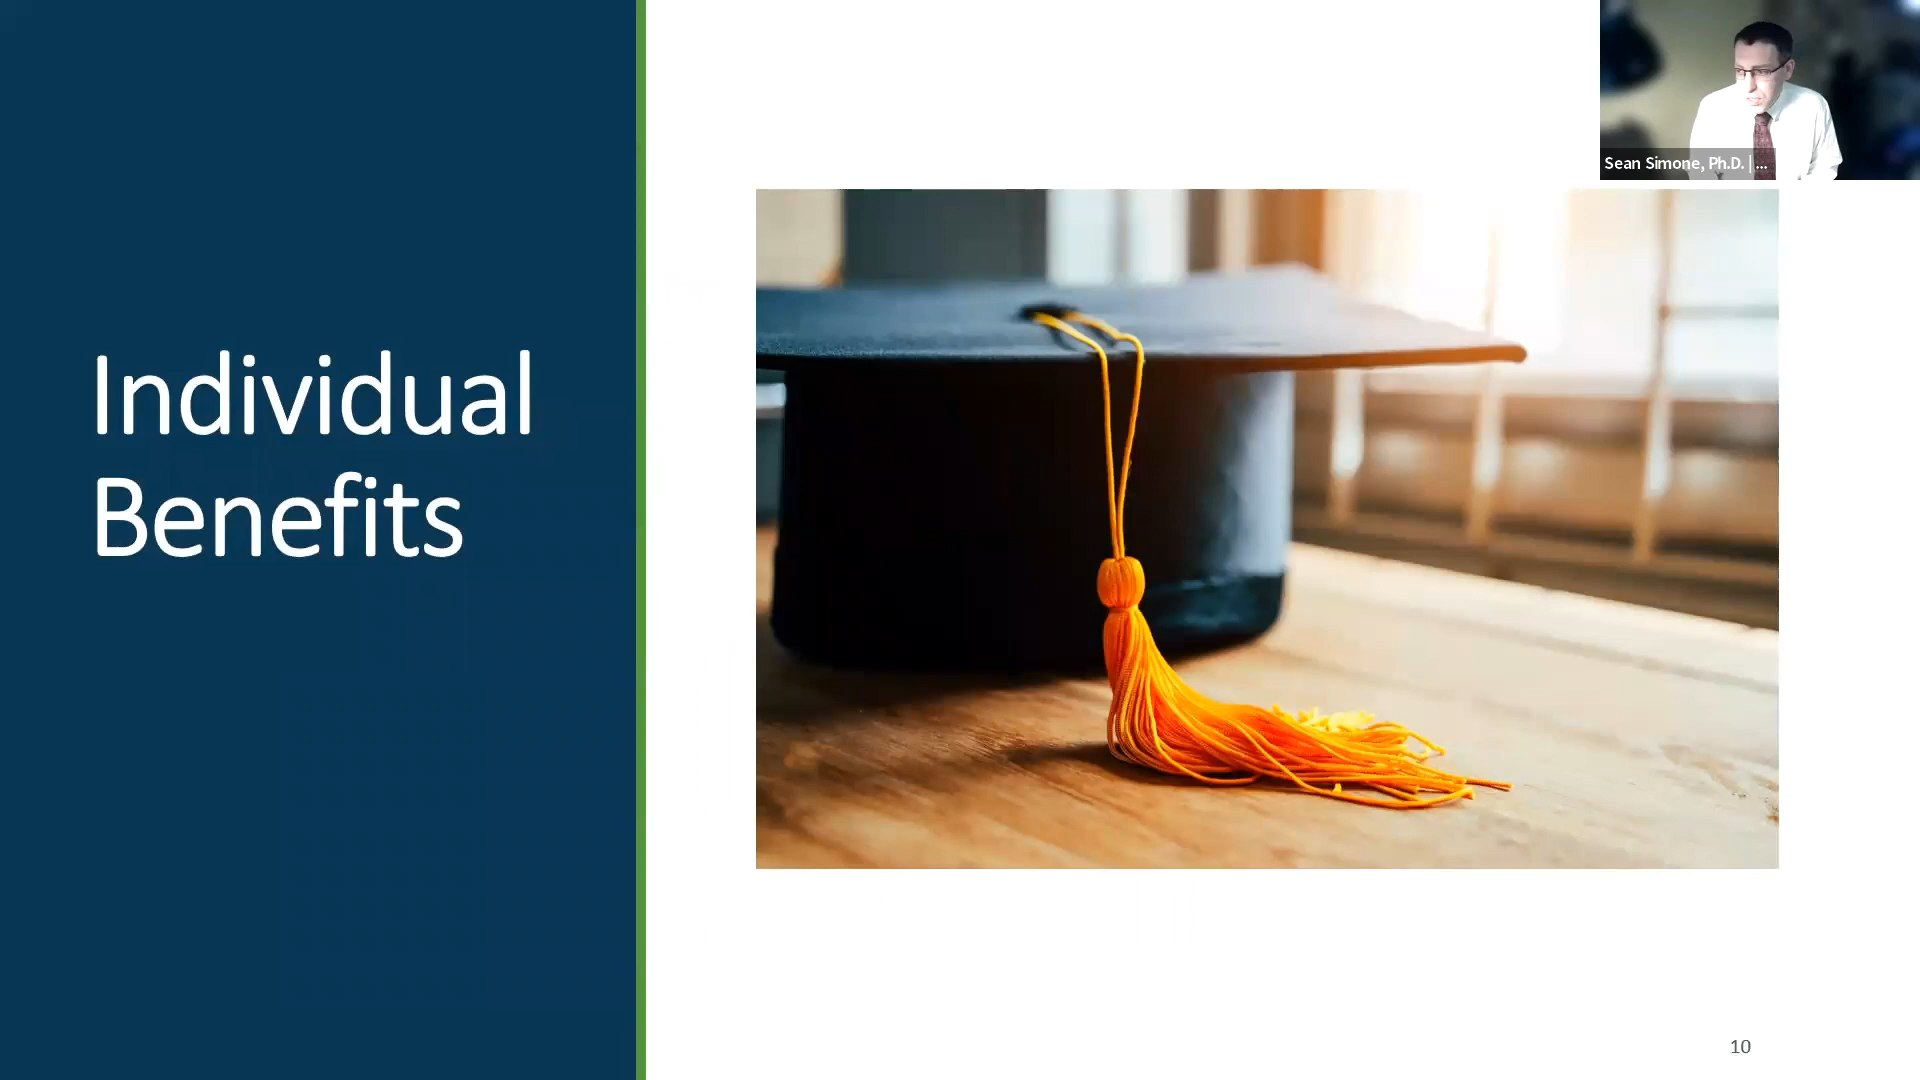 Individual
Benefits
Sean Simone, Ph.D. | ...
10